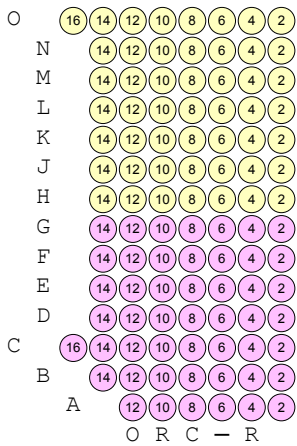 O 16 14 12 10 8 6 4 2
N 14 12 10 8 6 4 2
M 14 12 10 8 6 4 2
L 14 12 10 8 6 4 2
K 14 12 10 8 6 4 2
J 14 12 10 8 6 4 2
H 14 12 10 8 6 4 2
G 14 12 10 8 6 4 2
F 14 12 10 8 6 4 2
E 14 12 10 8 6 4 2
D 14 12 10 8 6 4 2
C 16 14 12 10 8 6 4 2
B 14 12 10 8 6 4 2
A 12 10 8 6 4 2
O R C – R